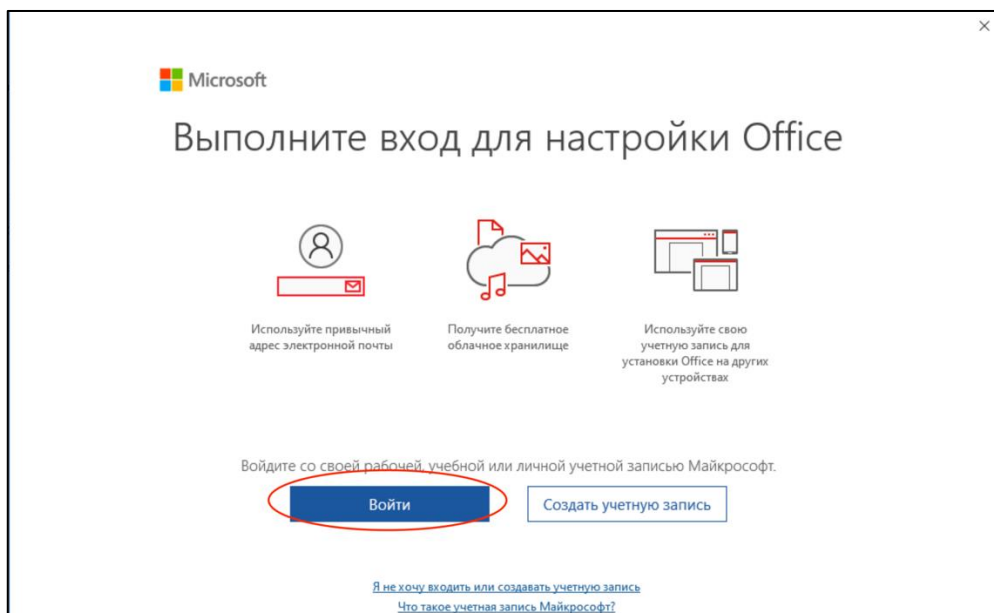 Microsoft
Выполните вход для настройки Office
Используйте привычный
адрес электронной почты
Получите бесплатное
облачное хранилище
Используйте свою
учетную запись для
установки Office на других
устройствах
Войдите со своей рабочей, учебной или личной учетной записью Майкрософт.
Войти
Создать учетную запись
Я не хочу входить или создавать учетную запись
Что такое учетная запись Майкрософт?